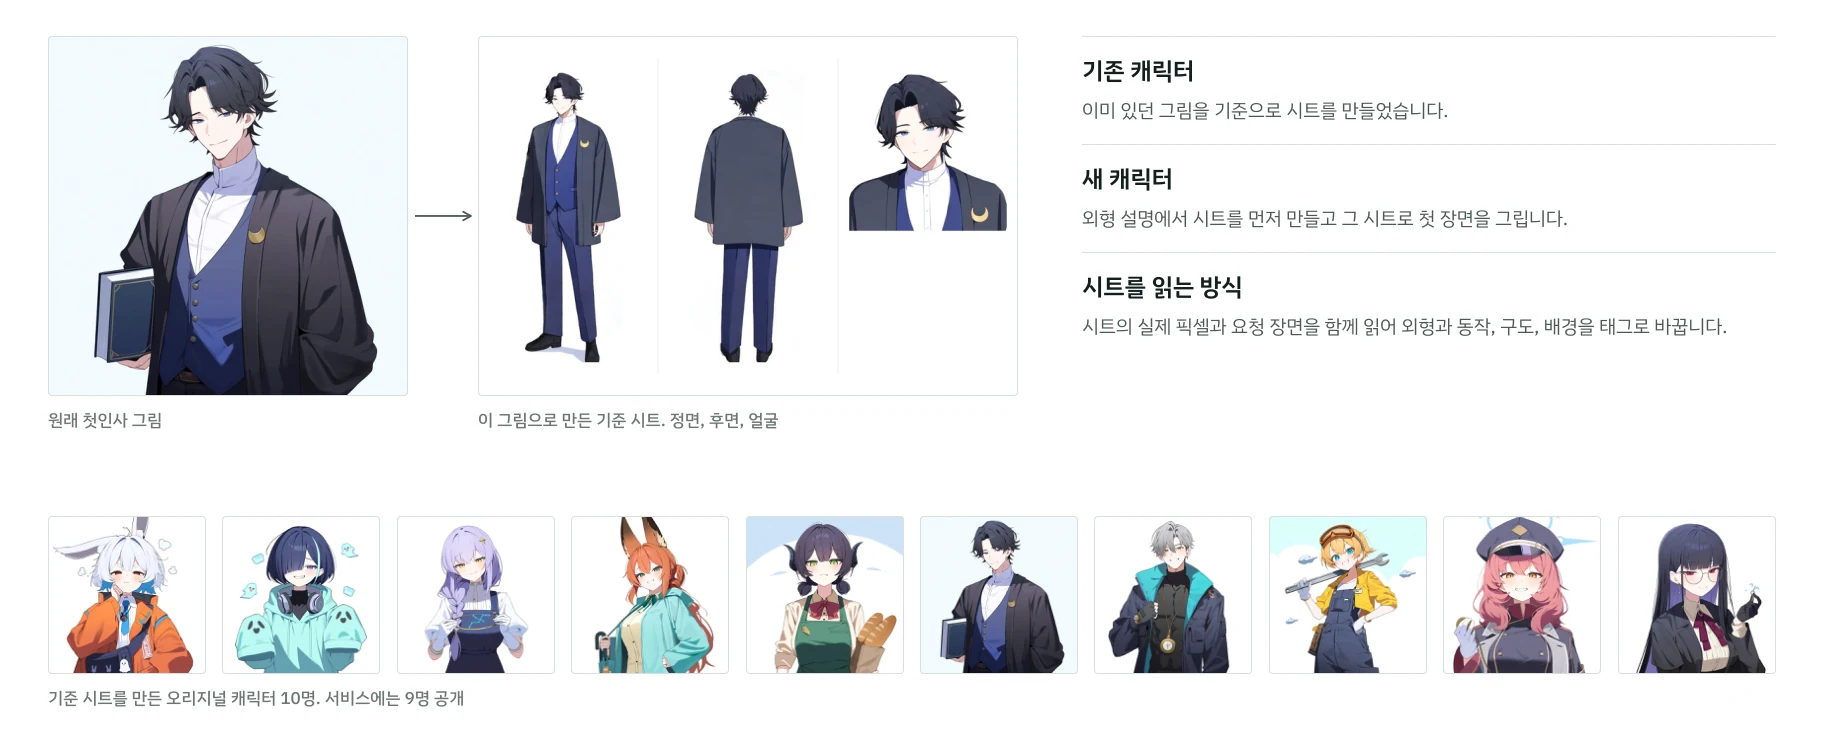 원래 첫인사 그림
이 그림으로 만든 기준 시트. 정면, 후면, 얼굴
기존 캐릭터
이미 있던 그림을 기준으로 시트를 만들었습니다.
새 캐릭터
외형 설명에서 시트를 먼저 만들고 그 시트로 첫 장면을 그립니다.
시트를 읽는 방식
시트의 실제 픽셀과 요청 장면을 함께 읽어 외형과 동작, 구도, 배경을 태그로 바꿉니다.
기준 시트를 만든 오리지널 캐릭터 10명. 서비스에는 9명 공개